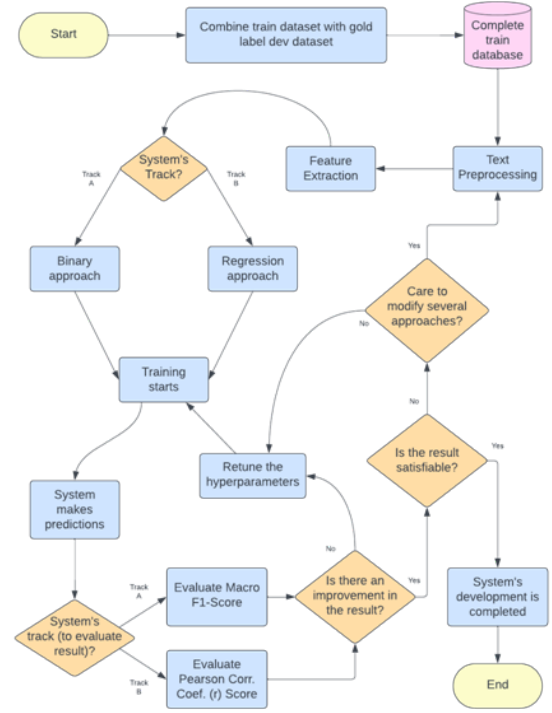 Start
Combine train dataset with gold
label dev dataset
Complete
train
database
System's
Track?
Feature
Extraction
Text
Preprocessing
Track
A
Track
B
Binary
approach
Regression
approach
Yes
Care to
modify several
approaches?
No
Training
starts
No
Is the result
satisfiable?
Yes
Retune the
hyperparameters
System
makes
predictions
No
Yes
Track
A
Evaluate Macro
F1-Score
Is there an
improvement in
the result?
System's
development is
completed
System's
track (to evaluate
result)?
Track
B
Evaluate
Pearson Corr.
Coef. (r) Score
End